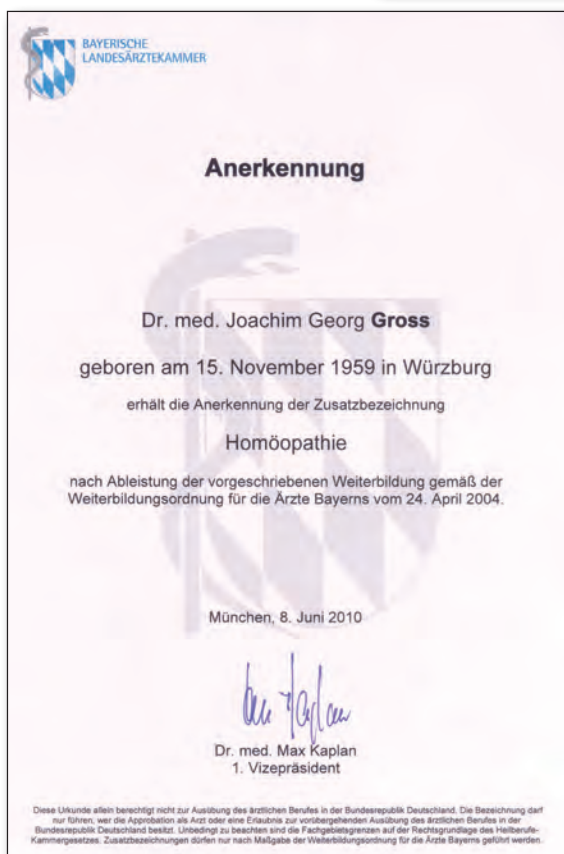 BAYERISCHE
LANDESÄRZTEKAMMER
Anerkennung
Dr. med. Joachim Georg Gross
geboren am 15. November 1959 in Würzburg
erhält die Anerkennung der Zusatzbezeichnung
Homöopathie
nach Ableistung der vorgeschriebenen Weiterbildung gemäß der
Weiterbildungsordnung für die Ärzte Bayerns vom 24. April 2004.
München, 8. Juni 2010
Dr. med. Max Kaplan
1. Vizepräsident
Diese Urkunde allein berechtigt nicht zur Ausübung des ärztlichen Berufes in der Bundesrepublik Deutschland. Die Bezeichnung darf
nur führen, wer die Approbation als Arzt oder eine Erlaubnis zur vorübergehenden Ausübung des ärztlichen Berufes in der
Bundesrepublik Deutschland besitzt. Unbedingt zu beachten sind die Fachgebietsgrenzen auf der Rechtsgrundlage des Heilberufe-
Kammergesetzes. Zusatzbezeichnungen dürfen nur nach Maßgabe der Weiterbildungsordnung für die Ärzte Bayerns geführt werden.